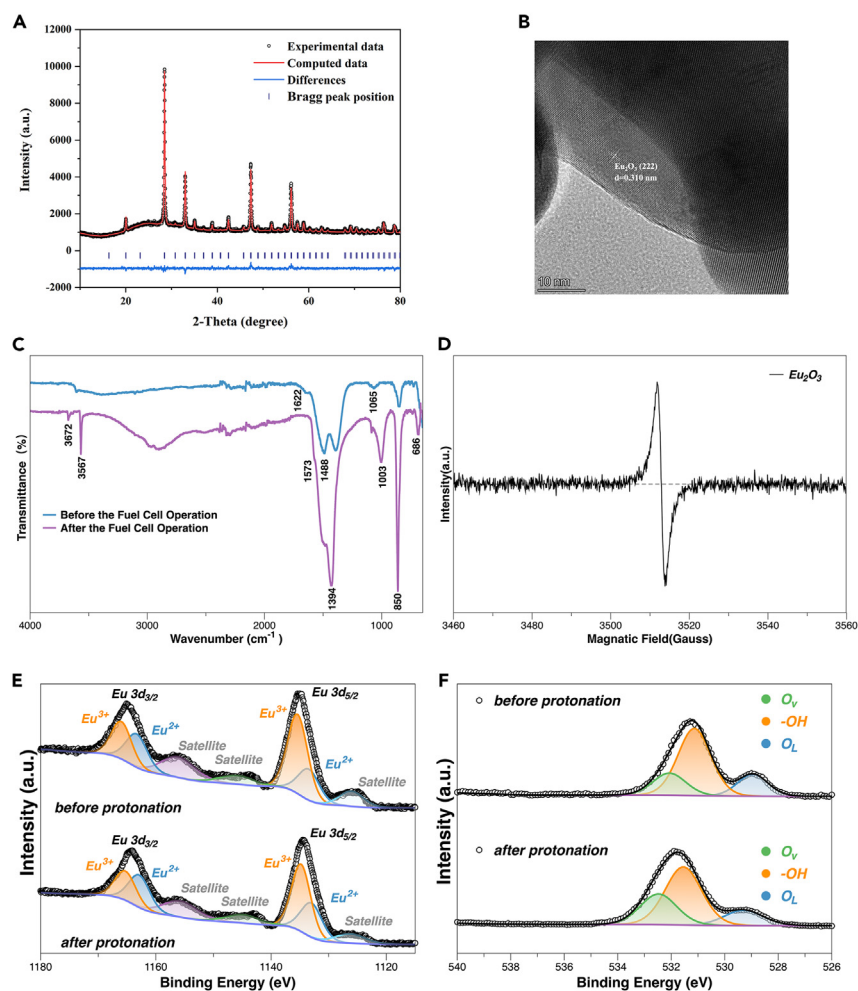 A
12000
10000
8000
6000
4000
2000
0
-2000
Intensity (a.u.)
Experimental data
Computed data
Differences
Bragg peak position
20
40
60
80
2-Theta (degree)
B
Eu₂O₃ (222)
d=0.310 nm
10 nm
C
Transmittance (%)
3672
3567
1622
1573
1488
1394
1065
1003
850
686
Before the Fuel Cell Operation
After the Fuel Cell Operation
4000
3000
2000
1000
Wavenumber (cm⁻¹)
D
Intensity(a.u.)
Eu₂O₃
3460
3480
3500
3520
3540
3560
Magnatic Field(Gauss)
E
Intensity (a.u.)
Eu 3d₃/₂
Eu 3d₅/₂
Eu³⁺
Eu²⁺
Satellite
Satellite
Eu³⁺
Eu²⁺
Satellite
before protonation
Eu 3d₃/₂
Eu 3d₅/₂
Eu³⁺
Eu²⁺
Satellite
Satellite
Eu³⁺
Eu²⁺
Satellite
after protonation
1180
1160
1140
1120
Binding Energy (eV)
F
Intensity (a.u.)
before protonation
Oᵥ
-OH
O_L
after protonation
Oᵥ
-OH
O_L
540
538
536
534
532
530
528
526
Binding Energy (eV)